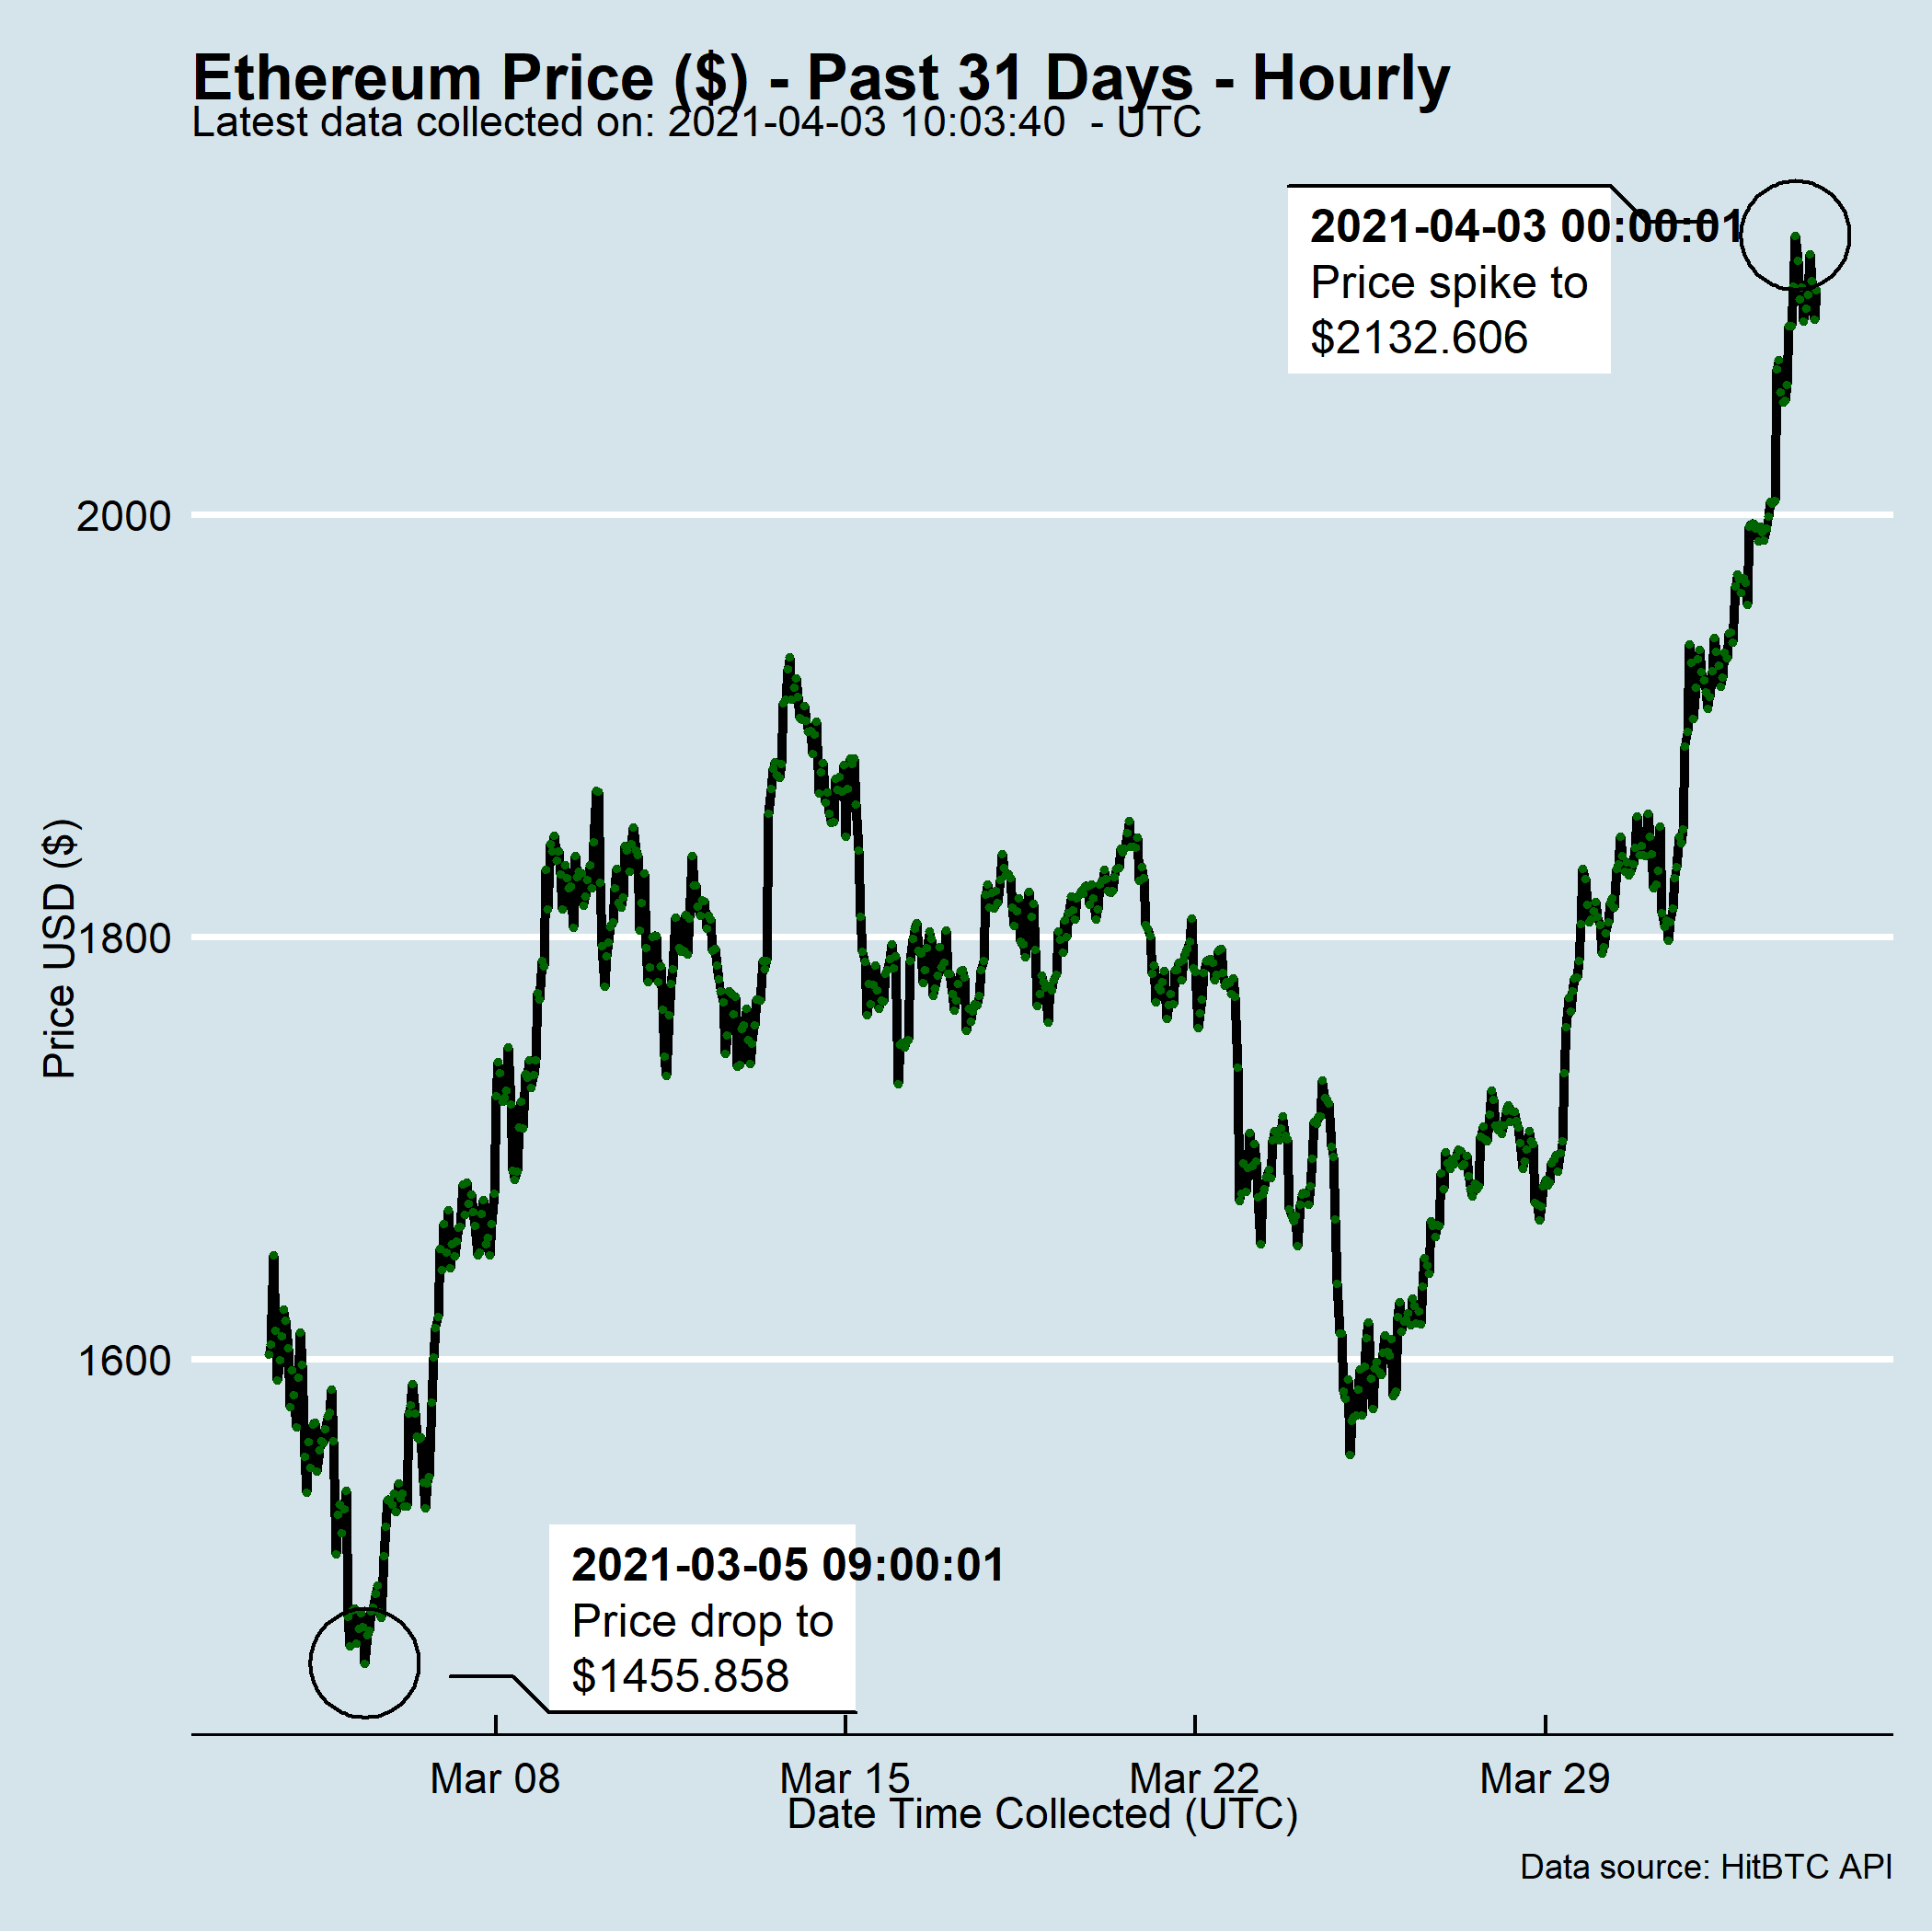 Ethereum Price ($) - Past 31 Days - Hourly
Latest data collected on: 2021-04-03 10:03:40  - UTC
2021-04-03 00:00:01
Price spike to
$2132.606
2000
1800
1600
Price USD ($)
2021-03-05 09:00:01
Price drop to
$1455.858
Mar 08 Mar 15 Mar 22 Mar 29
Date Time Collected (UTC)
Data source: HitBTC API